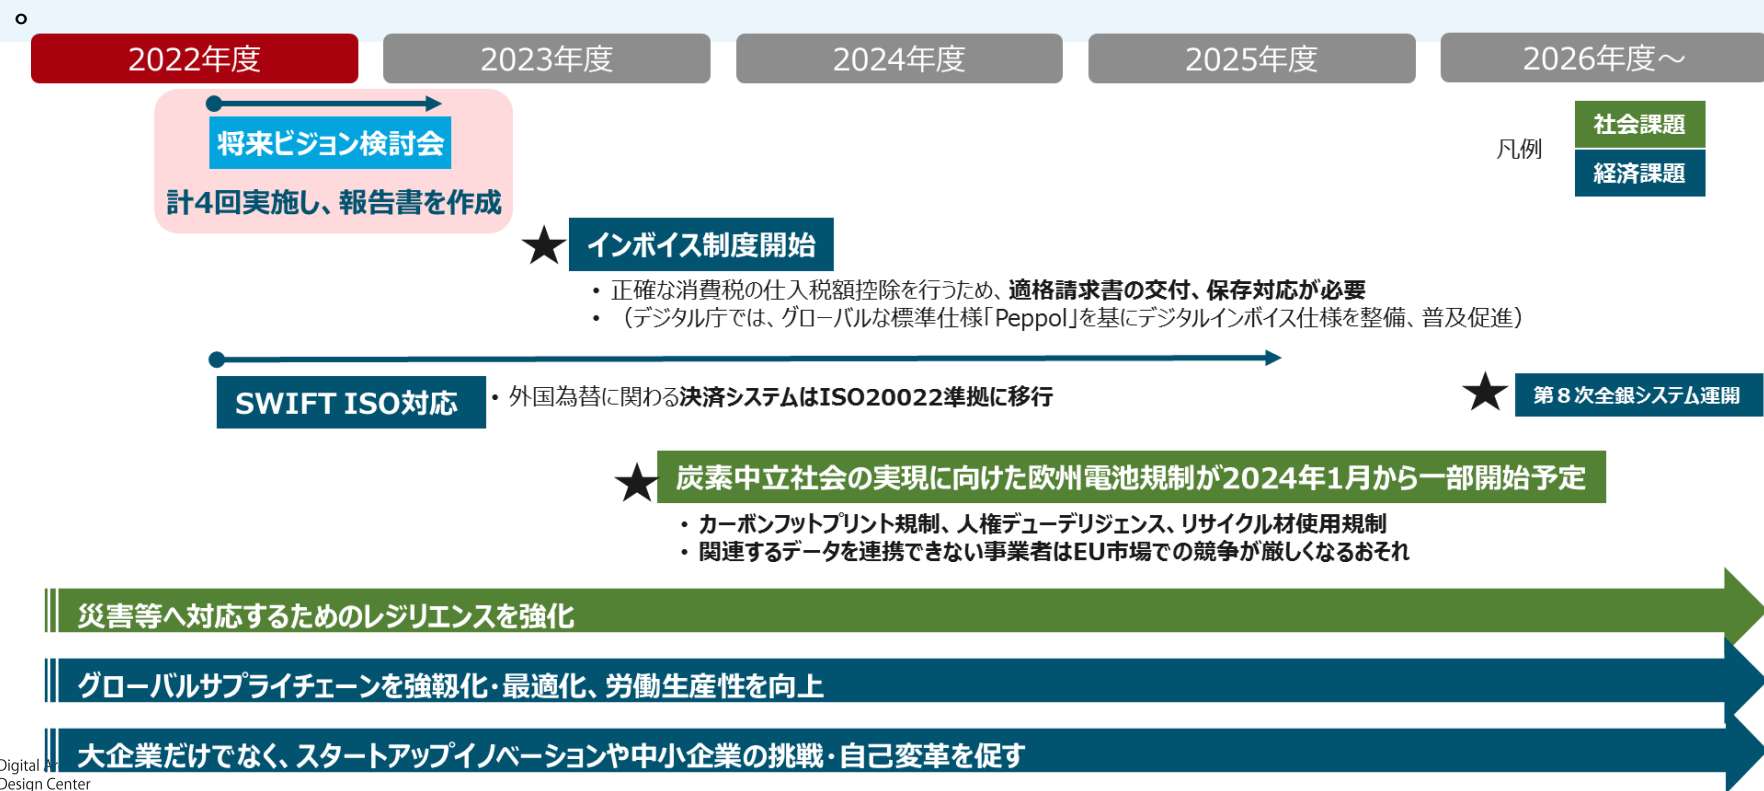 。
2022年度
2023年度
2024年度
2025年度
2026年度～
将来ビジョン検討会
計4回実施し、報告書を作成
凡例
社会課題
経済課題
★ インボイス制度開始
• 正確な消費税の仕入税額控除を行うため、適格請求書の交付、保存対応が必要
• （デジタル庁では、グローバルな標準仕様「Peppol」を基にデジタルインボイス仕様を整備、普及促進）
SWIFT ISO対応
• 外国為替に関わる決済システムはISO20022準拠に移行
★ 第８次全銀システム運開
★ 炭素中立社会の実現に向けた欧州電池規制が2024年1月から一部開始予定
• カーボンフットプリント規制、人権デューデリジェンス、リサイクル材使用規制
• 関連するデータを連携できない事業者はEU市場での競争が厳しくなるおそれ
災害等へ対応するためのレジリエンスを強化
グローバルサプライチェーンを強靱化・最適化、労働生産性を向上
大企業だけでなく、スタートアップイノベーションや中小企業の挑戦・自己変革を促す
Digital
Design Center